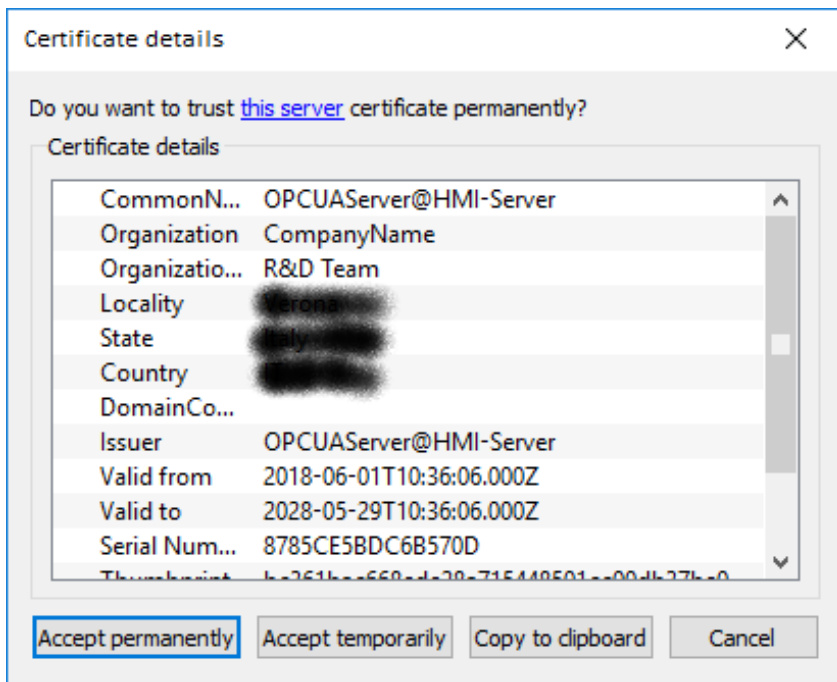 Certificate details
Do you want to trust this server certificate permanently?
Certificate details
CommonN... OPCUAServer@HMI-Server
Organization CompanyName
Organizatio... R&D Team
Locality
State
Country
DomainCo...
Issuer OPCUAServer@HMI-Server
Valid from 2018-06-01T10:36:06.000Z
Valid to 2028-05-29T10:36:06.000Z
Serial Num... 8785CE5BDC6B570D
Thumbprint
Accept permanently Accept temporarily Copy to clipboard Cancel